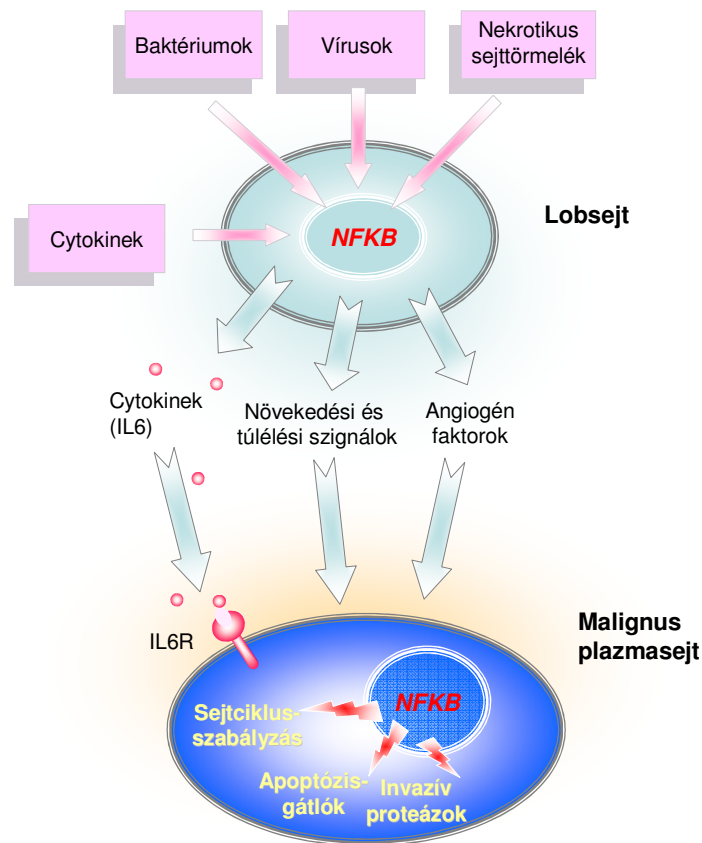 Baktériumok
Vírusok
Nekrotikus
sejttörmelék
Cytokinek
NFKB
Lobsejt
Cytokinek
(IL6)
Növekedési és
túlélési szignálok
Angiogén
faktorok
IL6R
Malignus
plazmasejt
NFKB
Sejtciklus-
szabályzás
Apoptózis-
gátlók
Invazív
proteázok